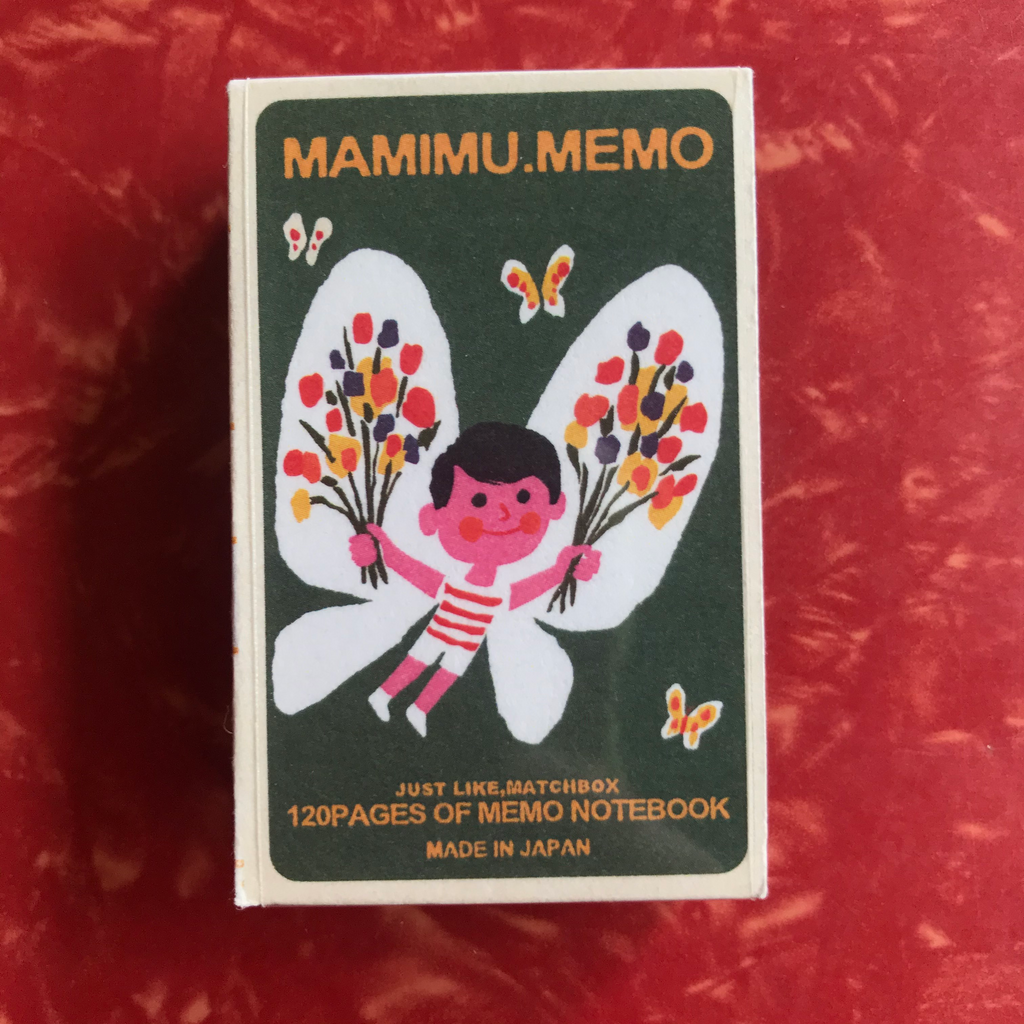 MAMIMU.MEMO
JUST LIKE,MATCHBOX
120PAGES OF MEMO NOTEBOOK
MADE IN JAPAN